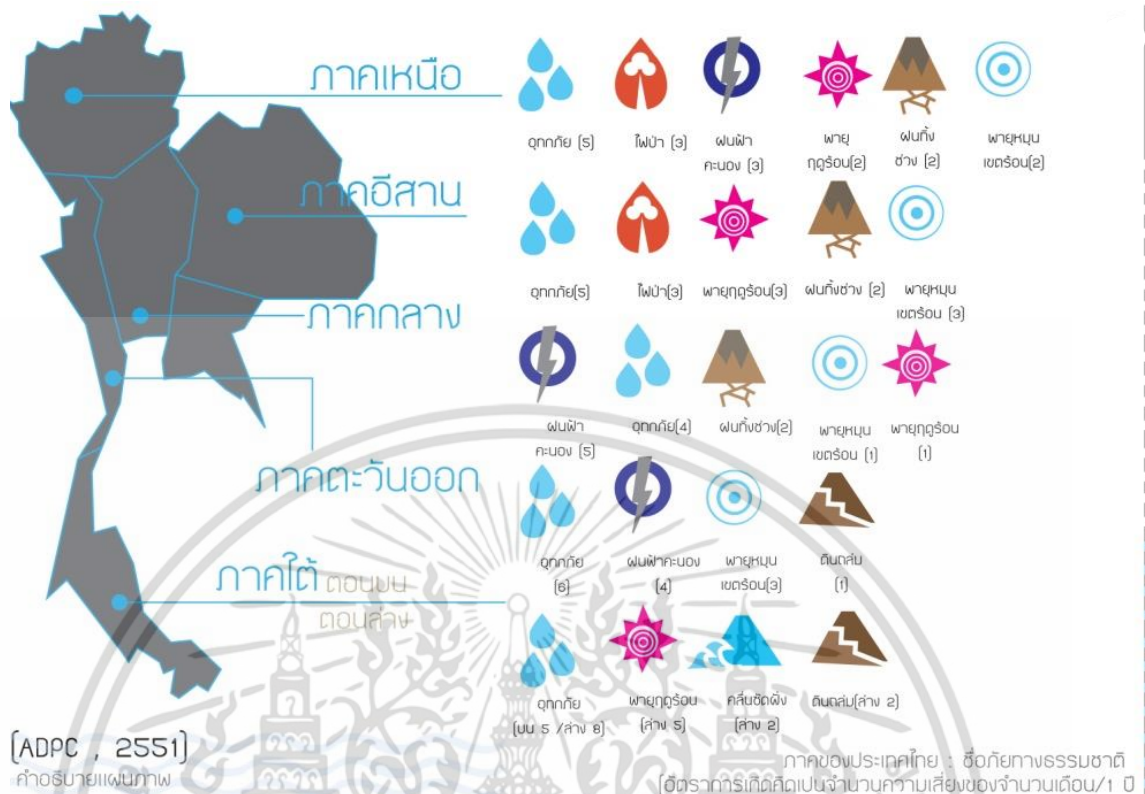 ภาคเหนือ
อุทกภัย (5) ไฟป่า (3) ฝนฟ้า พายุ ฝนทิ้ง พายุหมุน
คะนอง (3) ฤดูร้อน(2) ช่วง (2) เขตร้อน(2)
ภาคอีสาน
อุทกภัย(5) ไฟป่า(3) พายุฤดูร้อน(3) ฝนทิ้งช่วง (2) พายุหมุน
เขตร้อน (3)
ภาคกลาง
ฝนฟ้า อุทกภัย(4) ฝนทิ้งช่วง(2) พายุหมุน พายุฤดูร้อน
คะนอง (5) เขตร้อน (1) (1)
ภาคตะวันออก
อุทกภัย ฝนฟ้าคะนอง พายุหมุน ดินถล่ม
(6) (4) เขตร้อน(3) (1)
ภาคใต้ ตอนบน
ตอนล่าง
อุทกภัย พายุฤดูร้อน คลื่นซัดฝั่ง ดินถล่ม(ล่าง 2)
(บน 5 /ล่าง 8) (ล่าง 5) (ล่าง 2)
(ADPC , 2551)
คำอธิบายแผนภาพ
ภาคของประเทศไทย : ชื่อภัยทางธรรมชาติ
(อัตราการเกิดคิดเปนจำนวนความเสี่ยงของจำนวนเดือน/1 ปี